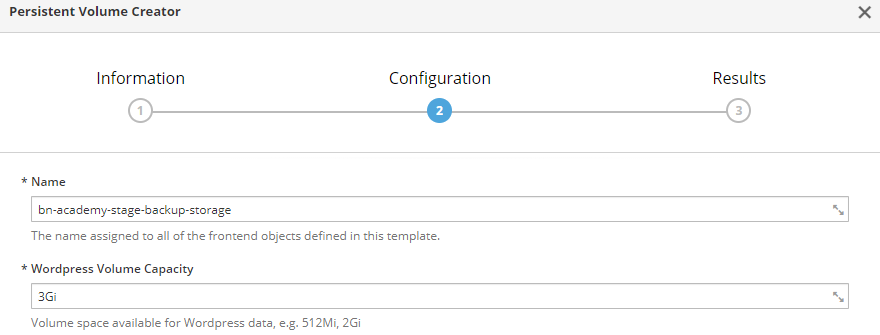 Persistent Volume Creator
Information Configuration Results
1 2 3
* Name
bn-academy-stage-backup-storage
The name assigned to all of the frontend objects defined in this template.
* Wordpress Volume Capacity
3Gi
Volume space available for Wordpress data, e.g. 512Mi, 2Gi